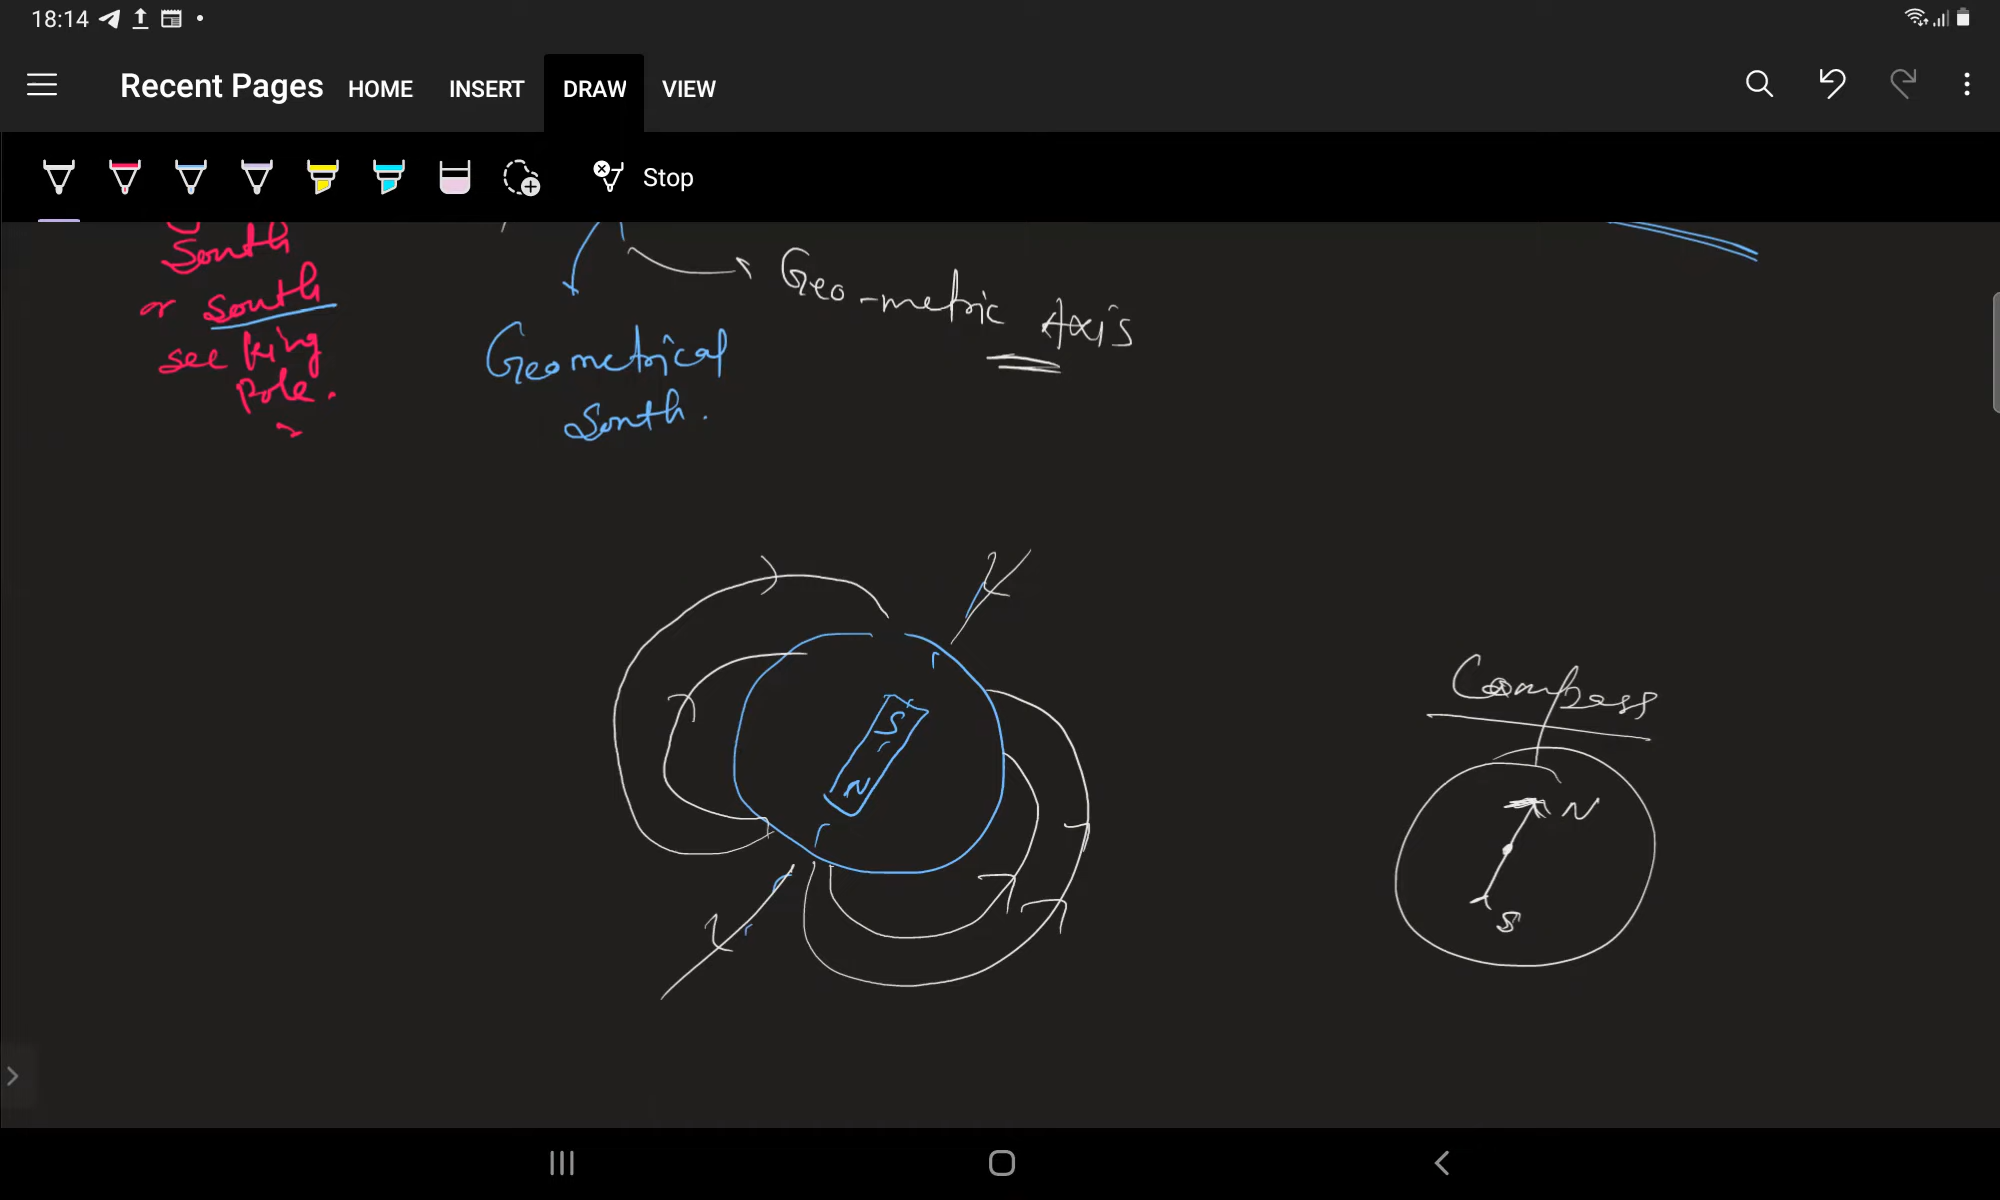 18:14
Recent Pages HOME INSERT DRAW VIEW
Stop
South
or South
seeking
pole.
Geo-metric Axis
Geometrical
South.
S
N
Compass
N
S